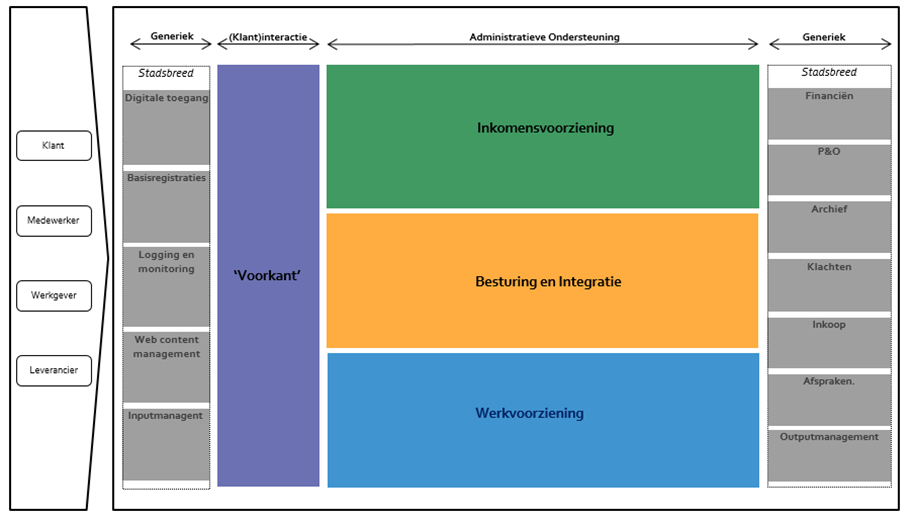 Klant
Medewerker
Werkgever
Leverancier
Generiek
(Klant)interactie
Administratieve Ondersteuning
Generiek
Stadsbreed
Digitale toegang
Basisregistraties
Logging en
monitoring
Web content
management
Inputmanagent
‘Voorkant’
Inkomensvoorziening
Besturing en Integratie
Werkvoorziening
Stadsbreed
Financiën
P&O
Archief
Klachten
Inkoop
Afspraken.
Outputmanagement